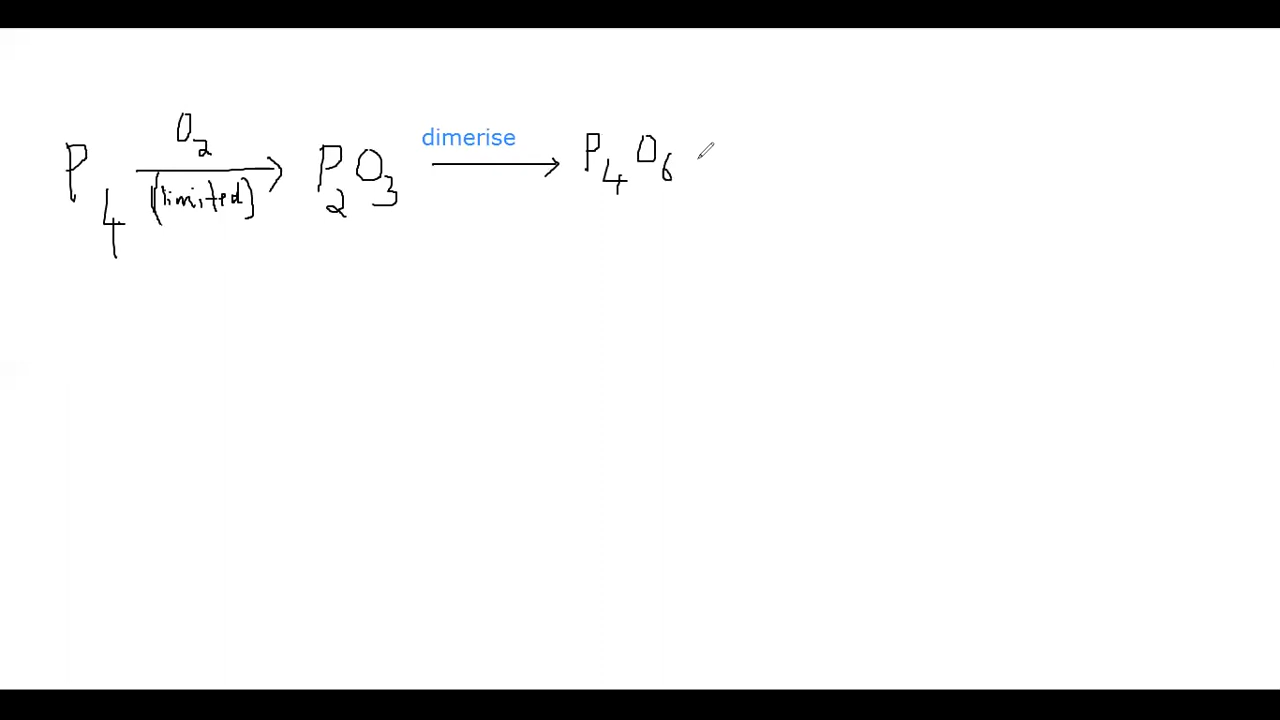 P4 O2 (limited) → P2O3 dimerise → P4O6